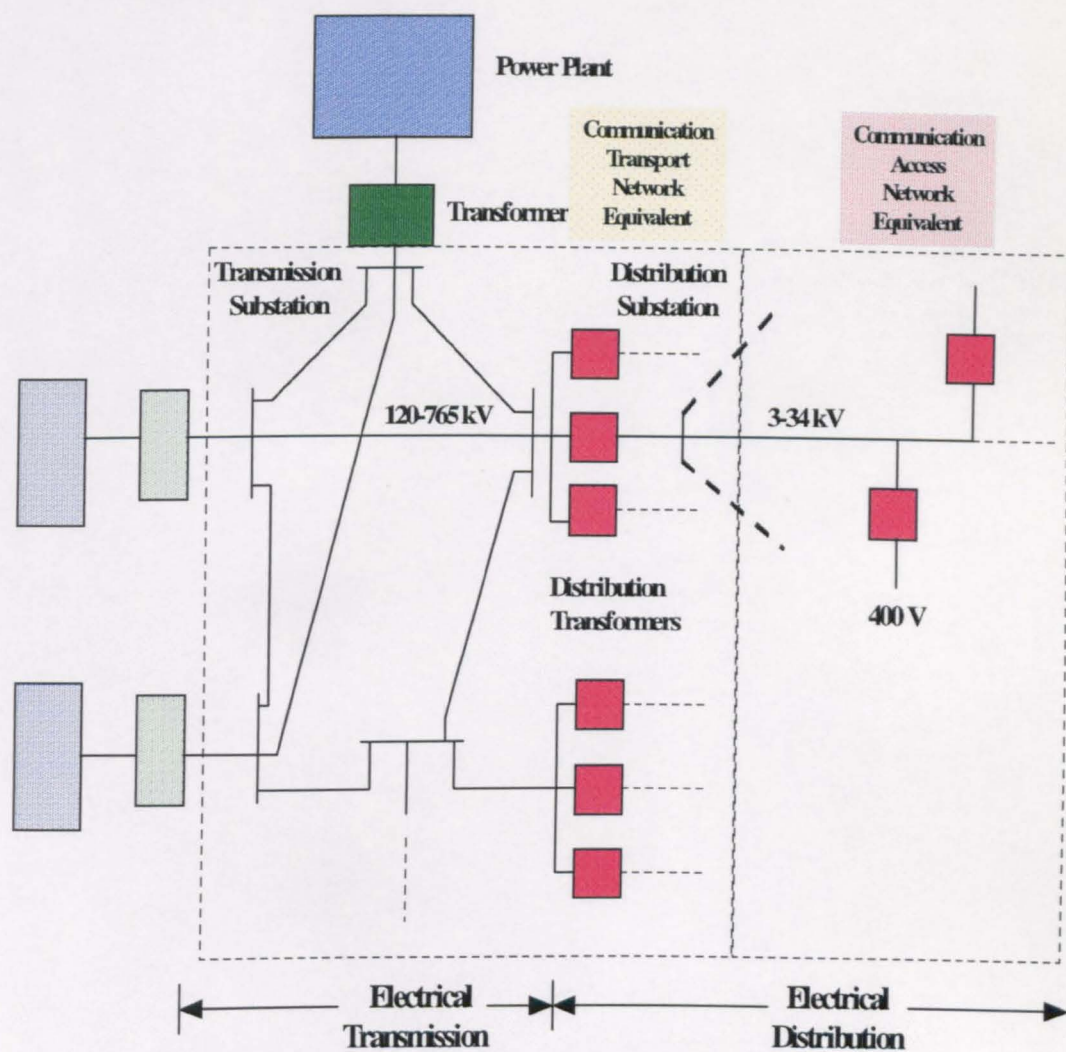 Power Plant
Communication
Transport
Network
Equivalent
Communication
Access
Network
Equivalent
Transformer
Transmission
Substation
Distribution
Substation
120-765 kV
3-34 kV
Distribution
Transformers
400 V
Electrical
Transmission
Electrical
Distribution